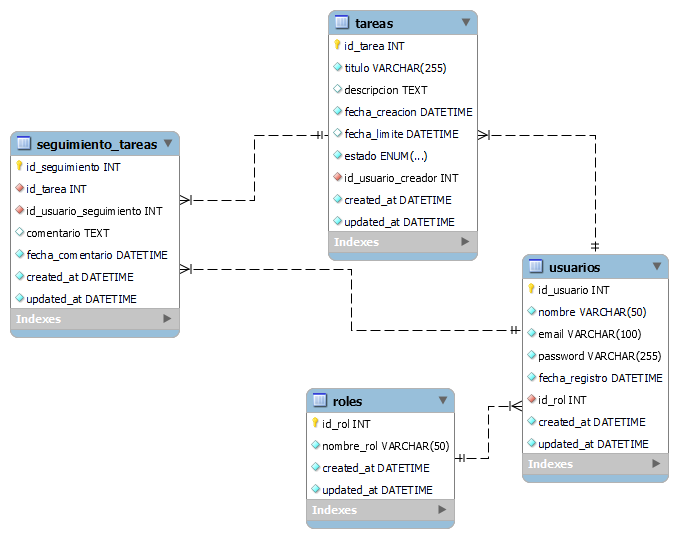 tareas
id_tarea INT
titulo VARCHAR(255)
descripcion TEXT
fecha_creacion DATETIME
fecha_limite DATETIME
estado ENUM(...)
id_usuario_creador INT
created_at DATETIME
updated_at DATETIME
Indexes
seguimiento_tareas
id_seguimiento INT
id_tarea INT
id_usuario_seguimiento INT
comentario TEXT
fecha_comentario DATETIME
created_at DATETIME
updated_at DATETIME
Indexes
usuarios
id_usuario INT
nombre VARCHAR(50)
email VARCHAR(100)
password VARCHAR(255)
fecha_registro DATETIME
id_rol INT
created_at DATETIME
updated_at DATETIME
Indexes
roles
id_rol INT
nombre_rol VARCHAR(50)
created_at DATETIME
updated_at DATETIME
Indexes